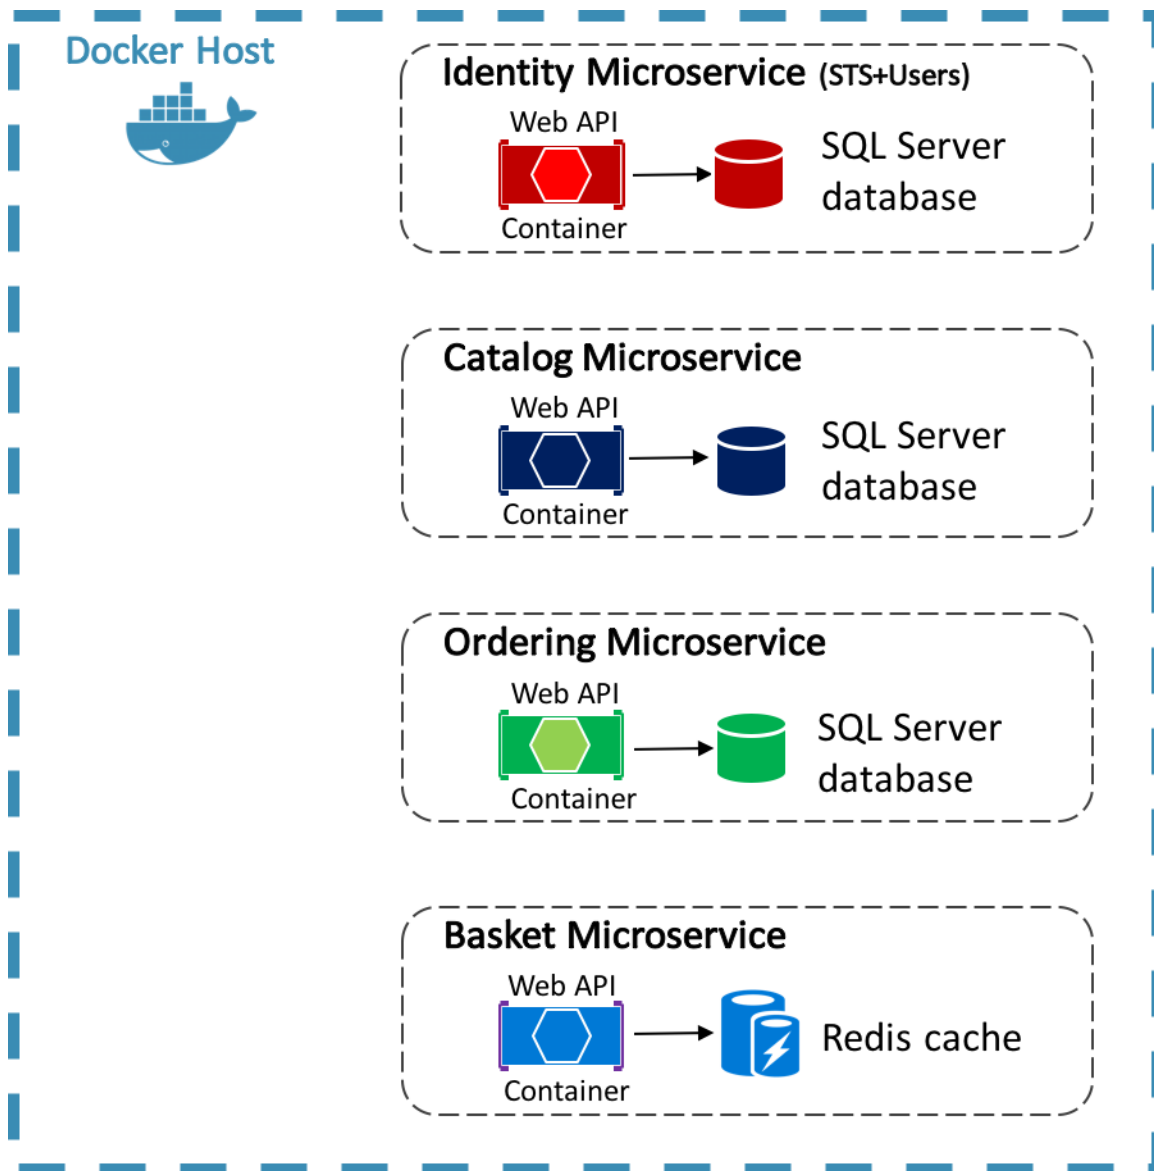 Docker Host
Identity Microservice (STS+Users)
Web API
Container
SQL Server
database
Catalog Microservice
Web API
Container
SQL Server
database
Ordering Microservice
Web API
Container
SQL Server
database
Basket Microservice
Web API
Container
Redis cache